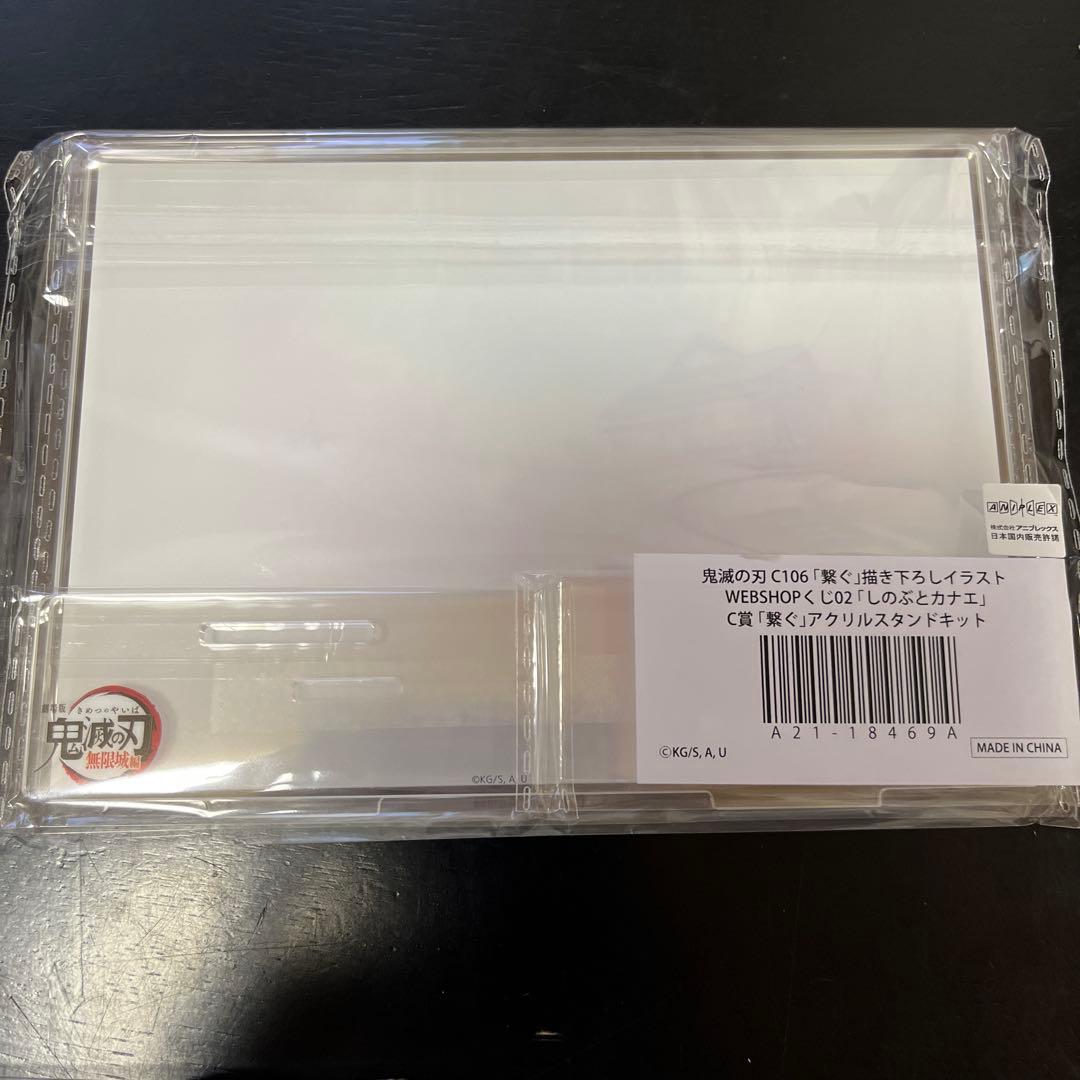 ANIPLEX
株式会社アニプレックス
日本国内販売許諾
鬼滅の刃 C106「繋ぐ」描き下ろしイラスト
WEBSHOPくじ02「しのぶとカナエ」
C賞「繋ぐ」アクリルスタンドキット
A21-18469A
©KG/S, A, U
MADE IN CHINA
劇場版
きめつのやいば
鬼滅の刃
無限城編
©KG/S, A, U